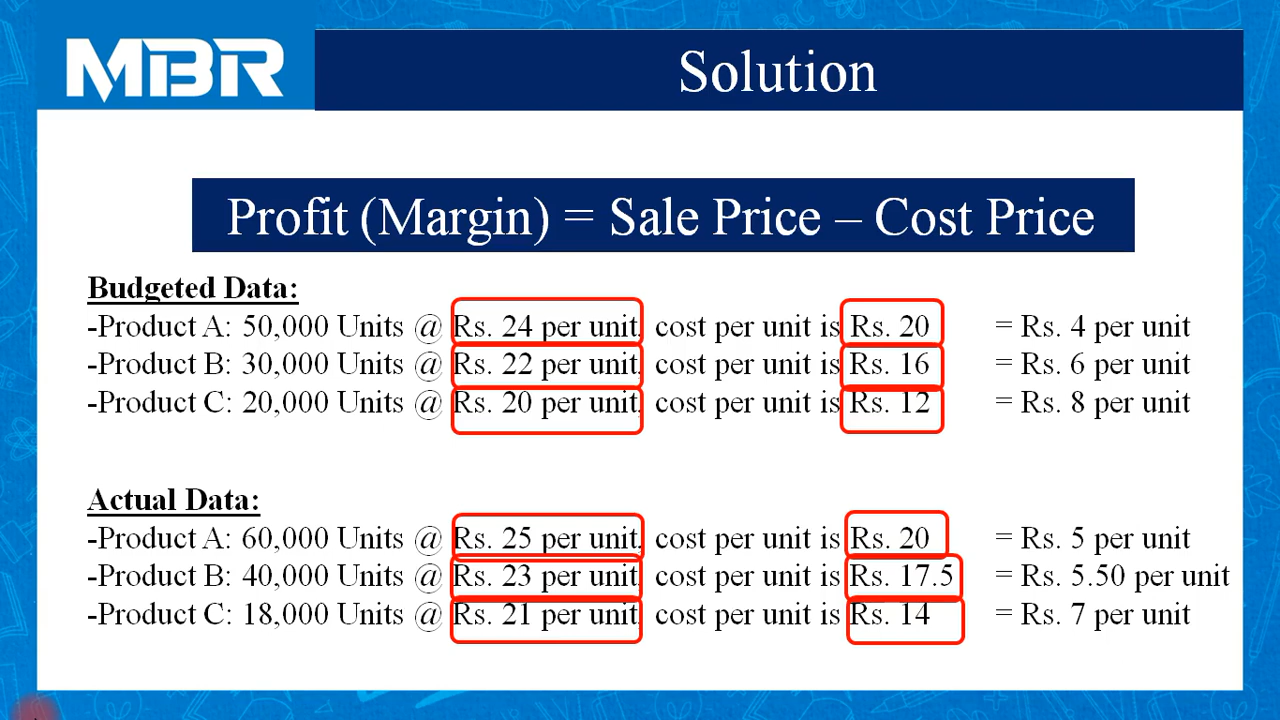 MBR
Solution
Profit (Margin) = Sale Price – Cost Price
Budgeted Data:
-Product A: 50,000 Units @ Rs. 24 per unit, cost per unit is Rs. 20 = Rs. 4 per unit
-Product B: 30,000 Units @ Rs. 22 per unit, cost per unit is Rs. 16 = Rs. 6 per unit
-Product C: 20,000 Units @ Rs. 20 per unit, cost per unit is Rs. 12 = Rs. 8 per unit
Actual Data:
-Product A: 60,000 Units @ Rs. 25 per unit, cost per unit is Rs. 20 = Rs. 5 per unit
-Product B: 40,000 Units @ Rs. 23 per unit, cost per unit is Rs. 17.5 = Rs. 5.50 per unit
-Product C: 18,000 Units @ Rs. 21 per unit, cost per unit is Rs. 14 = Rs. 7 per unit